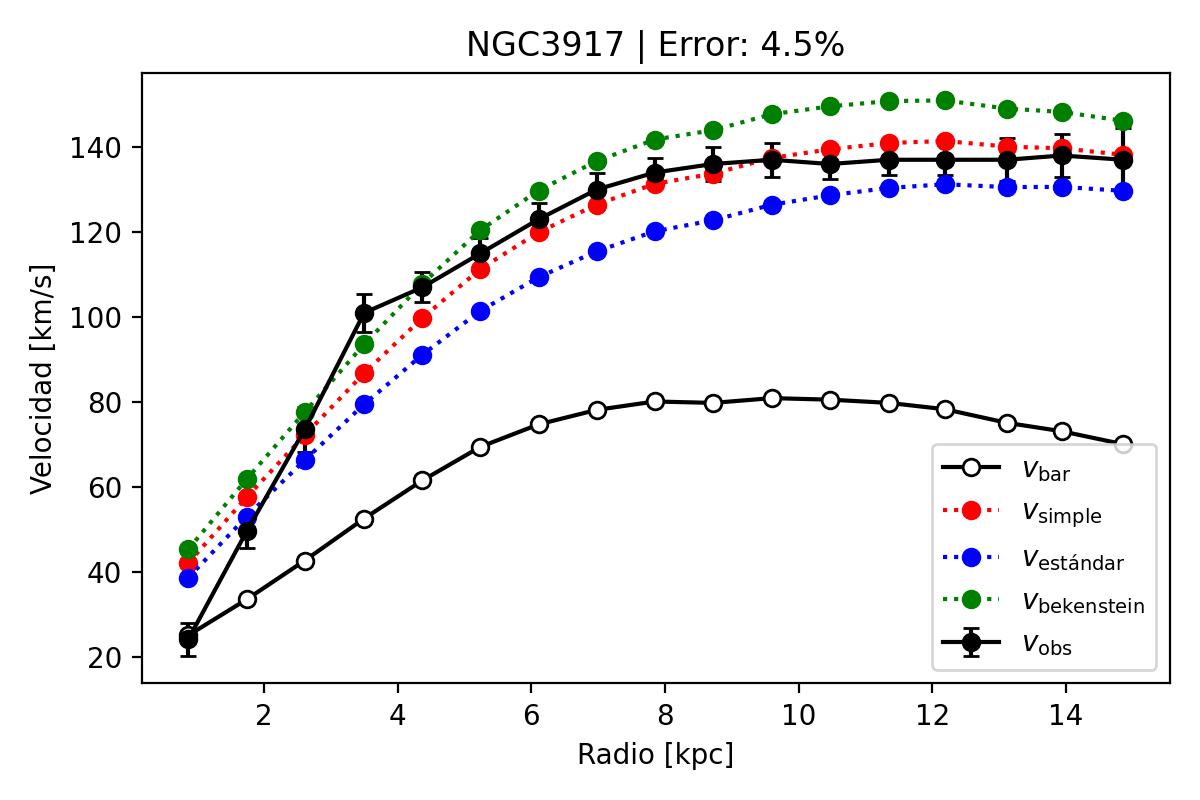 NGC3917 | Error: 4.5%
Velocidad [km/s]
140
120
100
80
60
40
20
v_bar
v_simple
v_estándar
v_bekenstein
v_obs
2 4 6 8 10 12 14
Radio [kpc]